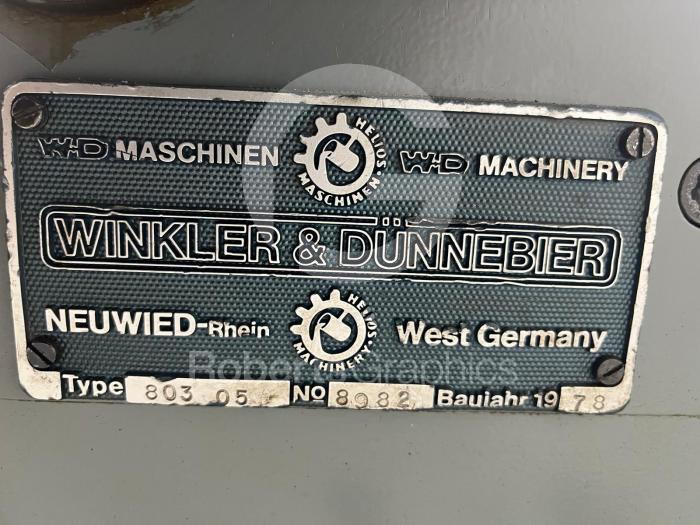 W+D MASCHINEN HELIOS MASCHINEN. W+D MACHINERY
WINKLER & DÜNNEBIER
NEUWIED-Rhein HELIOS MACHINERY. West Germany
Type 803 05 No 8982 Baujahr 1978
Graphics